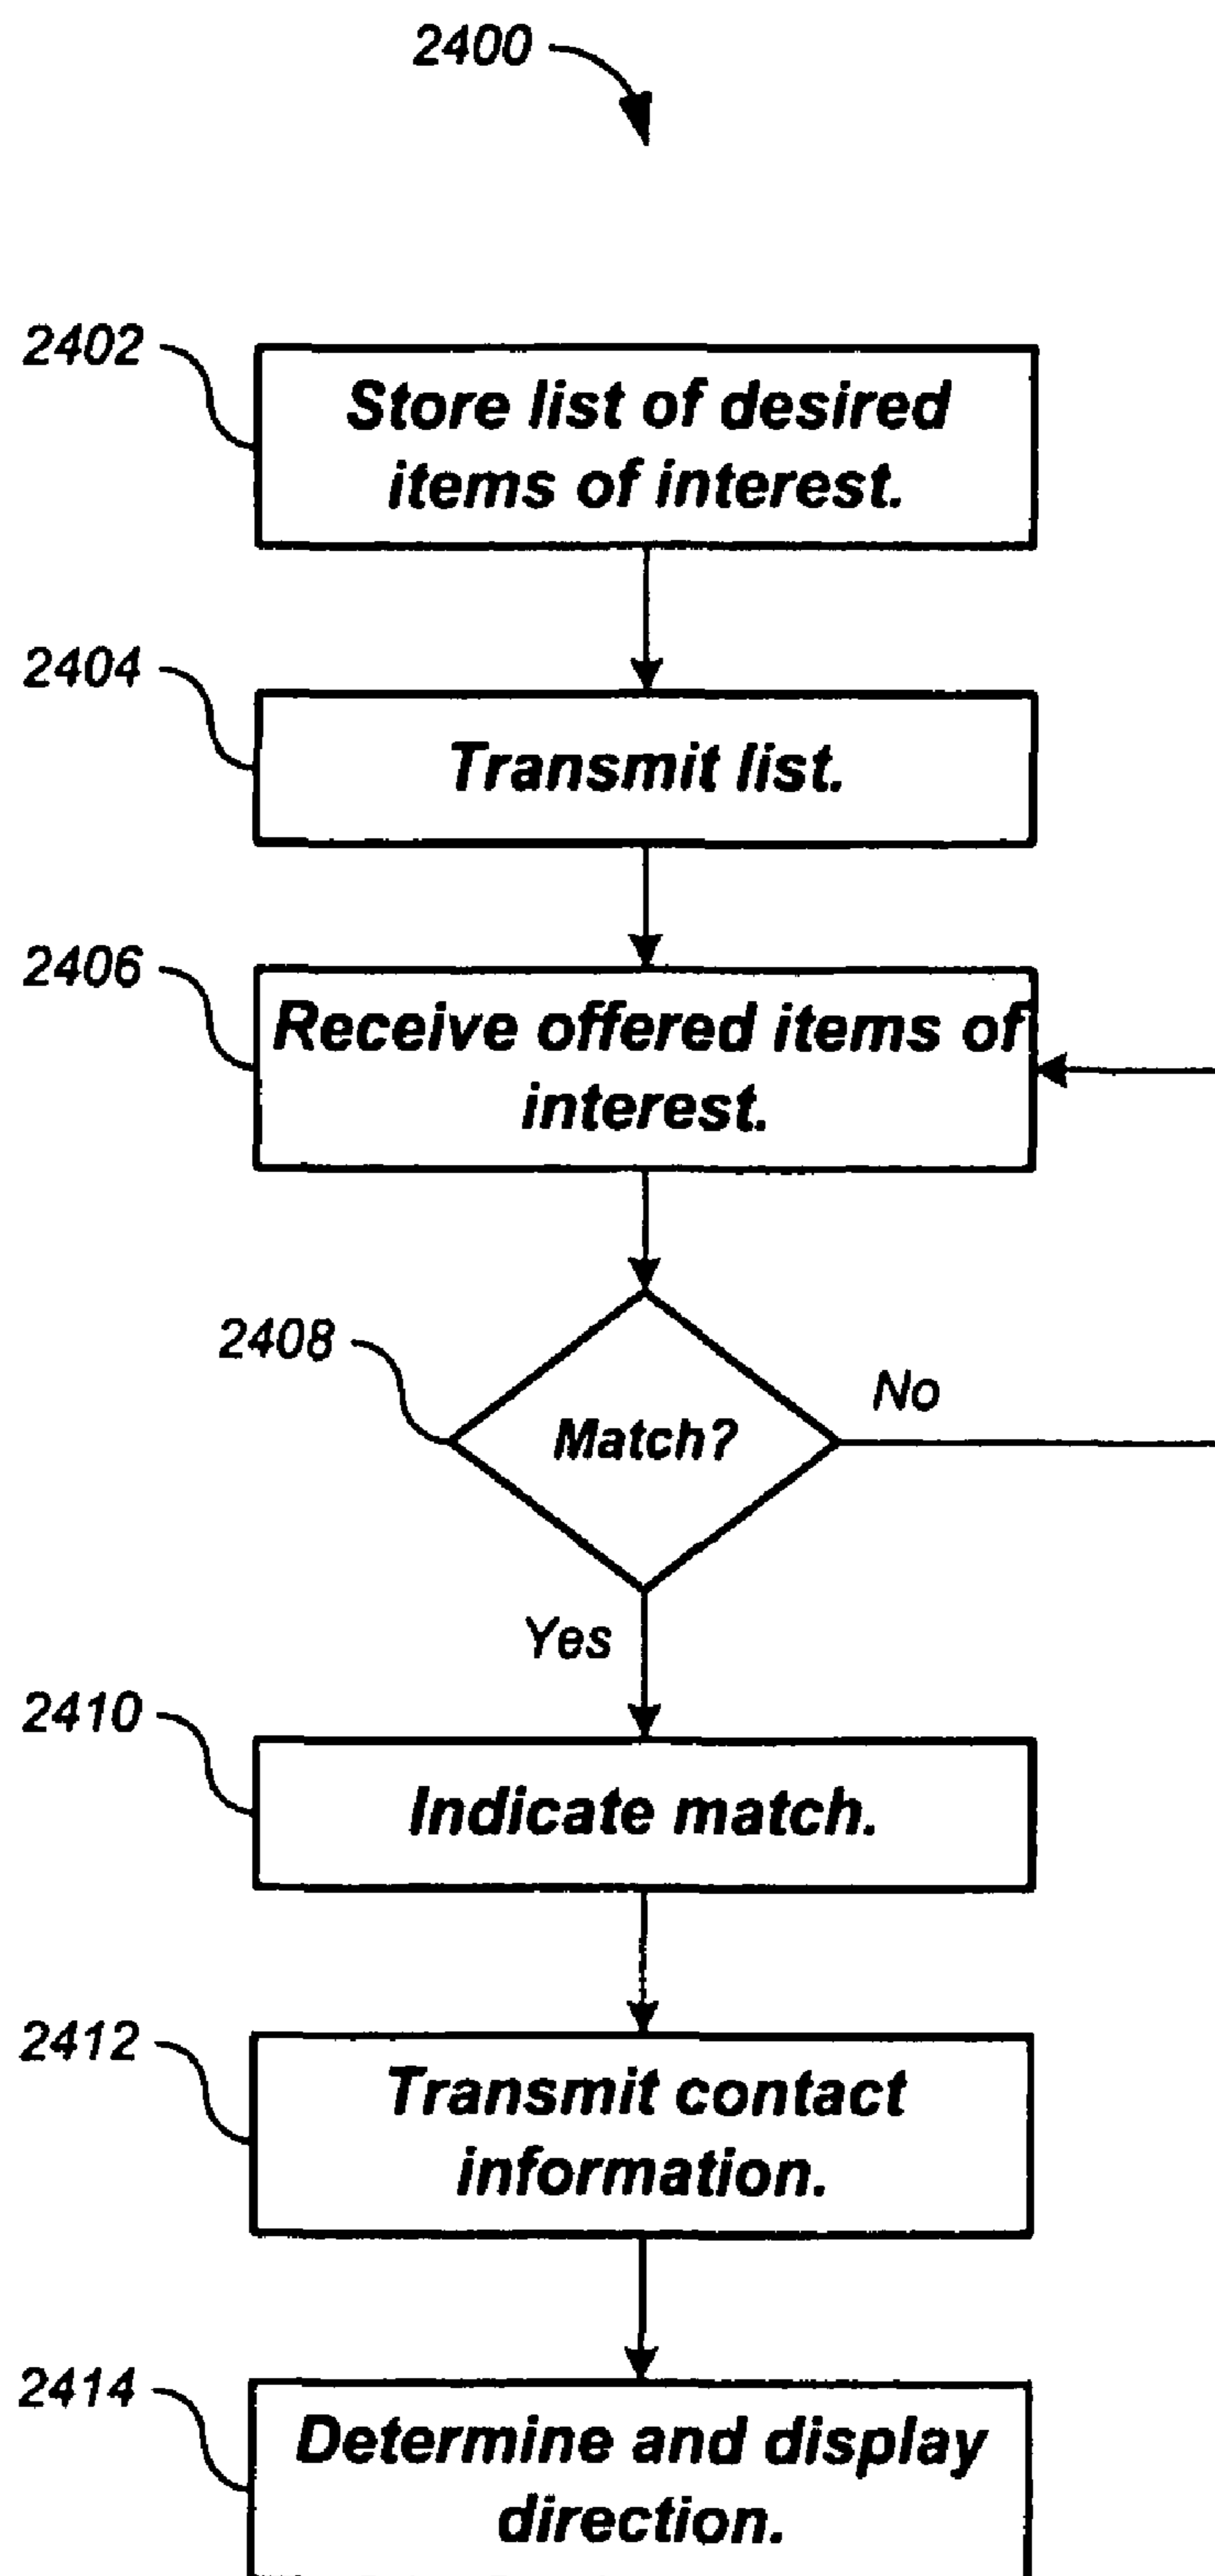 2400
2402
Store list of desired
items of interest.
2404
Transmit list.
2406
Receive offered items of
interest.
2408
Match?
No
Yes
2410
Indicate match.
2412
Transmit contact
information.
2414
Determine and display
direction.